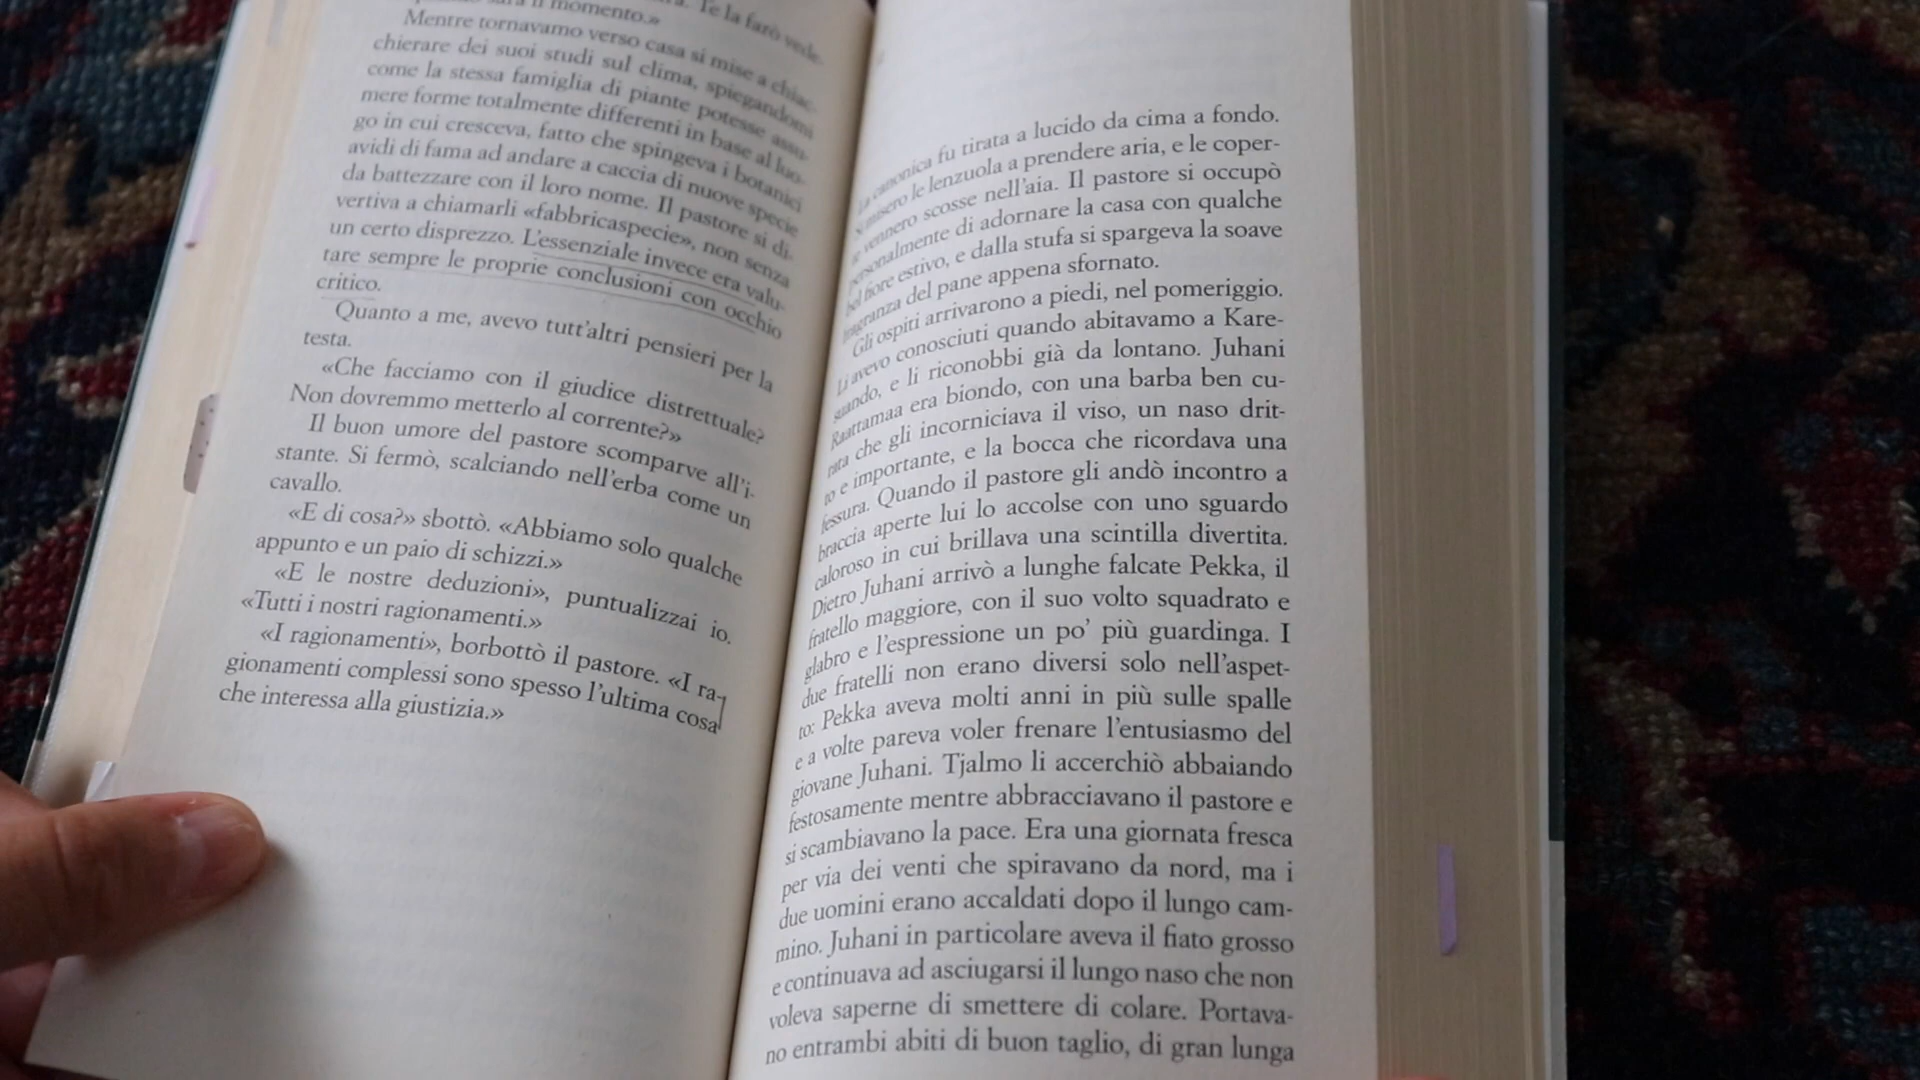 sarà il momento.»
Te la farò vede-
Mentre tornavamo verso casa si mise a chiac-
chierare dei suoi studi sul clima, spiegandomi
come la stessa famiglia di piante potesse assu-
mere forme totalmente differenti in base al luo-
go in cui cresceva, fatto che spingeva i botanici
avidi di fama ad andare a caccia di nuove specie
da battezzare con il loro nome. Il pastore si di-
vertiva a chiamarli «fabbricaspecie», non senza
un certo disprezzo. L'essenziale invece era valu-
tare sempre le proprie conclusioni con occhio
critico.
Quanto a me, avevo tutt'altri pensieri per la
testa.
«Che facciamo con il giudice distrettuale?
Non dovremmo metterlo al corrente?»
Il buon umore del pastore scomparve all'i-
stante. Si fermò, scalciando nell'erba come un
cavallo.
«E di cosa?» sbottò. «Abbiamo solo qualche
appunto e un paio di schizzi.»
«E le nostre deduzioni», puntualizzai io.
«Tutti i nostri ragionamenti.»
«I ragionamenti», borbottò il pastore. «I ra-
gionamenti complessi sono spesso l'ultima cosa
che interessa alla giustizia.»
La canonica fu tirata a lucido da cima a fondo.
Si misero le lenzuola a prendere aria, e le coper-
te vennero scosse nell'aia. Il pastore si occupò
personalmente di adornare la casa con qualche
bel fiore estivo, e dalla stufa si spargeva la soave
fragranza del pane appena sfornato.
Gli ospiti arrivarono a piedi, nel pomeriggio.
Li avevo conosciuti quando abitavamo a Kare-
suando, e li riconobbi già da lontano. Juhani
Raattamaa era biondo, con una barba ben cu-
rata che gli incorniciava il viso, un naso drit-
to e importante, e la bocca che ricordava una
fessura. Quando il pastore gli andò incontro a
braccia aperte lui lo accolse con uno sguardo
caloroso in cui brillava una scintilla divertita.
Dietro Juhani arrivò a lunghe falcate Pekka, il
fratello maggiore, con il suo volto squadrato e
glabro e l'espressione un po' più guardinga. I
due fratelli non erano diversi solo nell'aspet-
to: Pekka aveva molti anni in più sulle spalle
e a volte pareva voler frenare l'entusiasmo del
giovane Juhani. Tjalmo li accerchiò abbaiando
festosamente mentre abbracciavano il pastore e
si scambiavano la pace. Era una giornata fresca
per via dei venti che spiravano da nord, ma i
due uomini erano accaldati dopo il lungo cam-
mino. Juhani in particolare aveva il fiato grosso
e continuava ad asciugarsi il lungo naso che non
voleva saperne di smettere di colare. Portava-
no entrambi abiti di buon taglio, di gran lunga